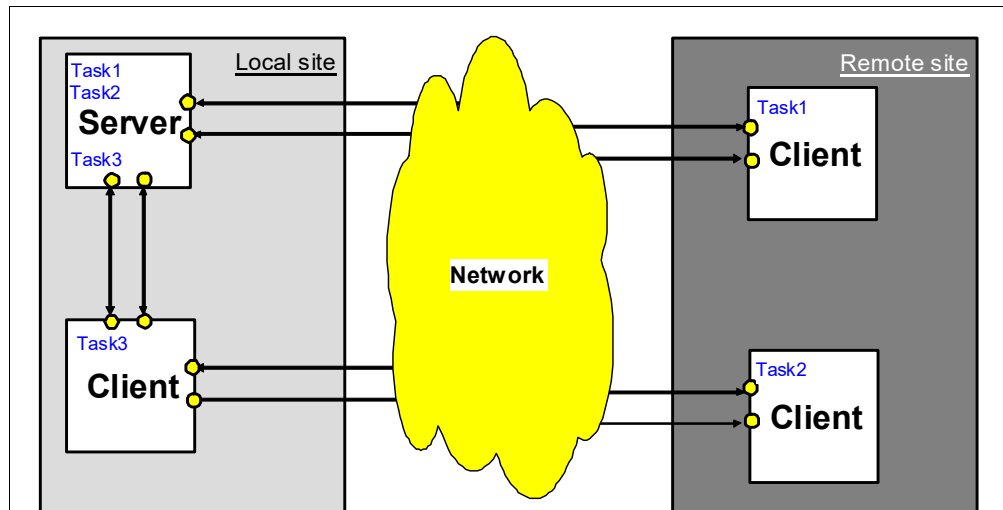 Local site
Task1
Task2
Server
Task3
Task3
Client
Network
Remote site
Task1
Client
Task2
Client